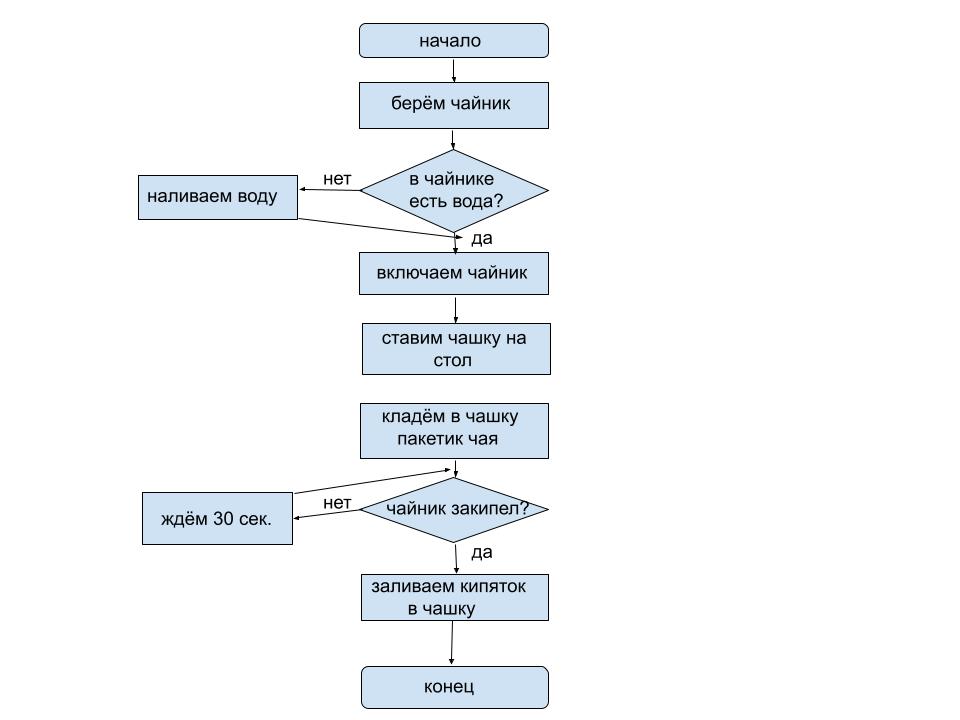 начало
берём чайник
в чайнике
есть вода?
нет
наливаем воду
да
включаем чайник
ставим чашку на
стол
кладём в чашку
пакетик чая
чайник закипел?
нет
ждём 30 сек.
да
заливаем кипяток
в чашку
конец